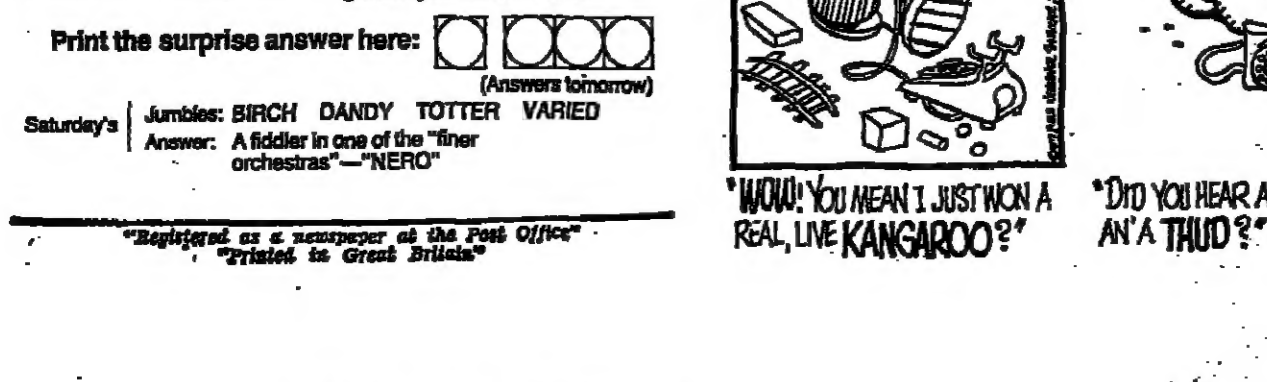 Print the surprise answer here:
(Answers tomorrow)
Saturday's
Jumbles: BIRCH DANDY TOTTER VARIED
Answer: A fiddler in one of the "finer
orchestras"—"NERO"
"Registered as a newspaper at the Post Office"
"Printed in Great Britain"
"WOW! YOU MEAN I JUST WON A
REAL, LIVE KANGAROO?"
"DID YOU HEAR A
AN' A THUD?"